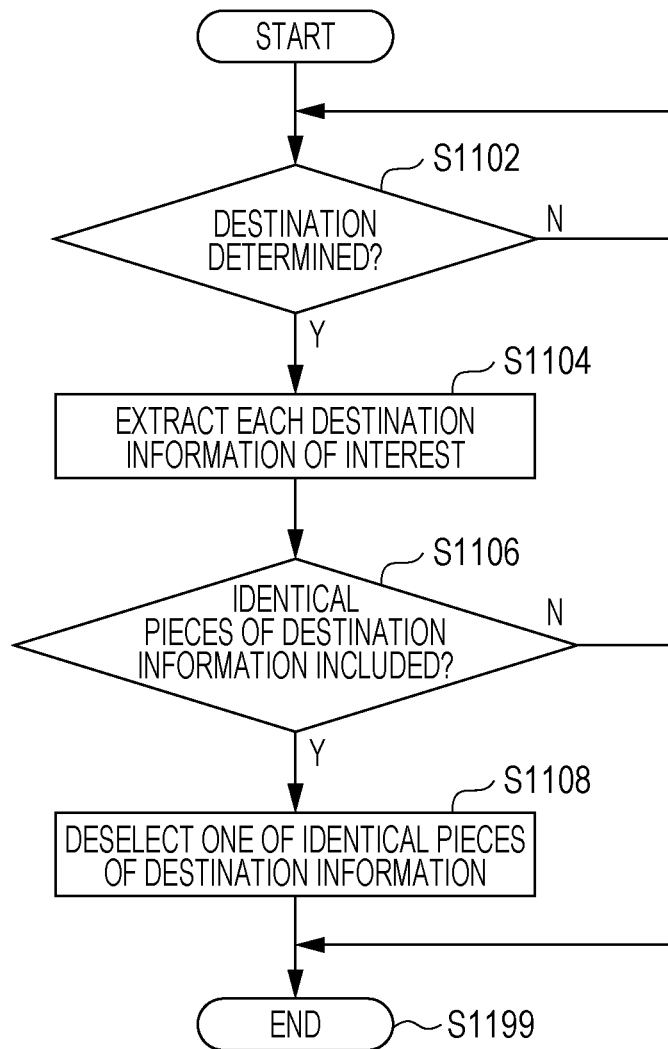 START
S1102
DESTINATION
DETERMINED?
N
Y
S1104
EXTRACT EACH DESTINATION
INFORMATION OF INTEREST
S1106
IDENTICAL
PIECES OF DESTINATION
INFORMATION INCLUDED?
N
Y
S1108
DESELECT ONE OF IDENTICAL PIECES
OF DESTINATION INFORMATION
END
S1199